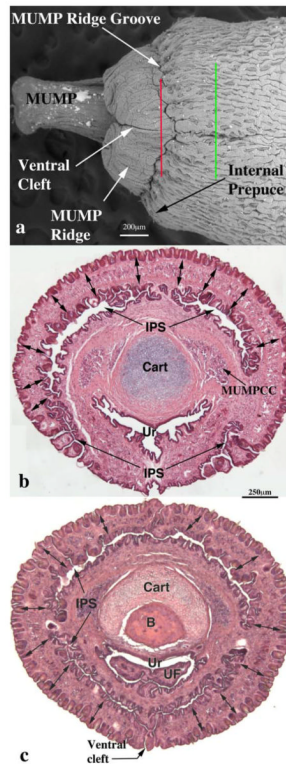 MUMP Ridge Groove
MUMP
Ventral
Cleft
Internal
Prepuce
MUMP
Ridge
200µm
a
IPS
Cart
MUMPCC
Ur
IPS
b
250µm
Cart
IPS
B
Ur
UF
c
Ventral
cleft